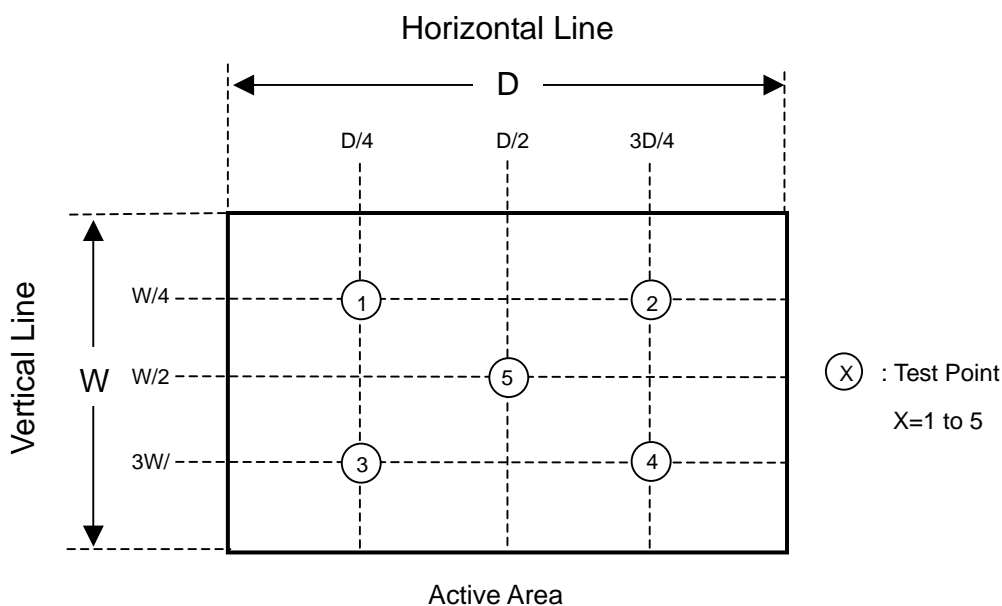 Horizontal Line
D
D/4 D/2 3D/4
W/4
1 2
Vertical Line
W
W/2
5
X : Test Point
X=1 to 5
3W/
3 4
Active Area